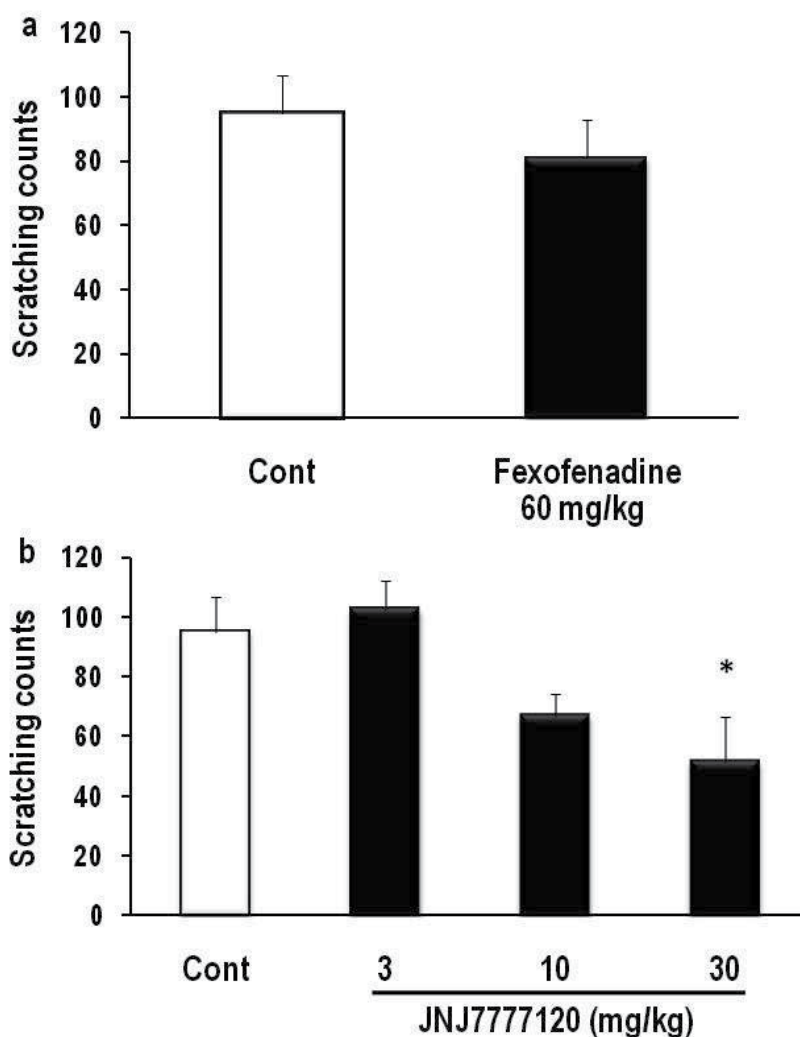 a
120
100
80
60
40
20
0
Scratching counts
Cont
Fexofenadine
60 mg/kg
b
120
100
80
60
40
20
0
Scratching counts
*
Cont
3
10
30
JNJ7777120 (mg/kg)